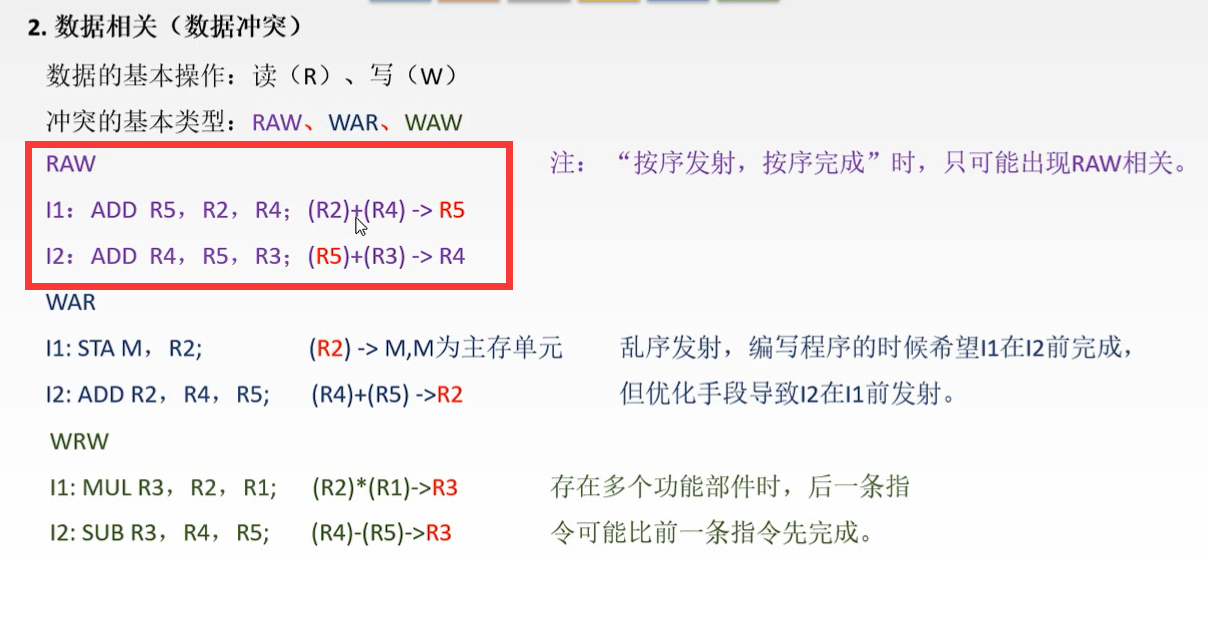 2. 数据相关（数据冲突）
数据的基本操作：读（R）、写（W）
冲突的基本类型：RAW、WAR、WAW
RAW
注： “按序发射，按序完成”时，只可能出现RAW相关。
I1： ADD R5， R2， R4； (R2)+(R4) -> R5
I2： ADD R4， R5， R3； (R5)+(R3) -> R4
WAR
I1: STA M， R2; (R2) -> M,M为主存单元 乱序发射，编写程序的时候希望I1在I2前完成，
I2: ADD R2， R4， R5; (R4)+(R5) ->R2 但优化手段导致I2在I1前发射。
WRW
I1: MUL R3， R2， R1; (R2)*(R1)->R3 存在多个功能部件时，后一条指
I2: SUB R3， R4， R5; (R4)-(R5)->R3 令可能比前一条指令先完成。